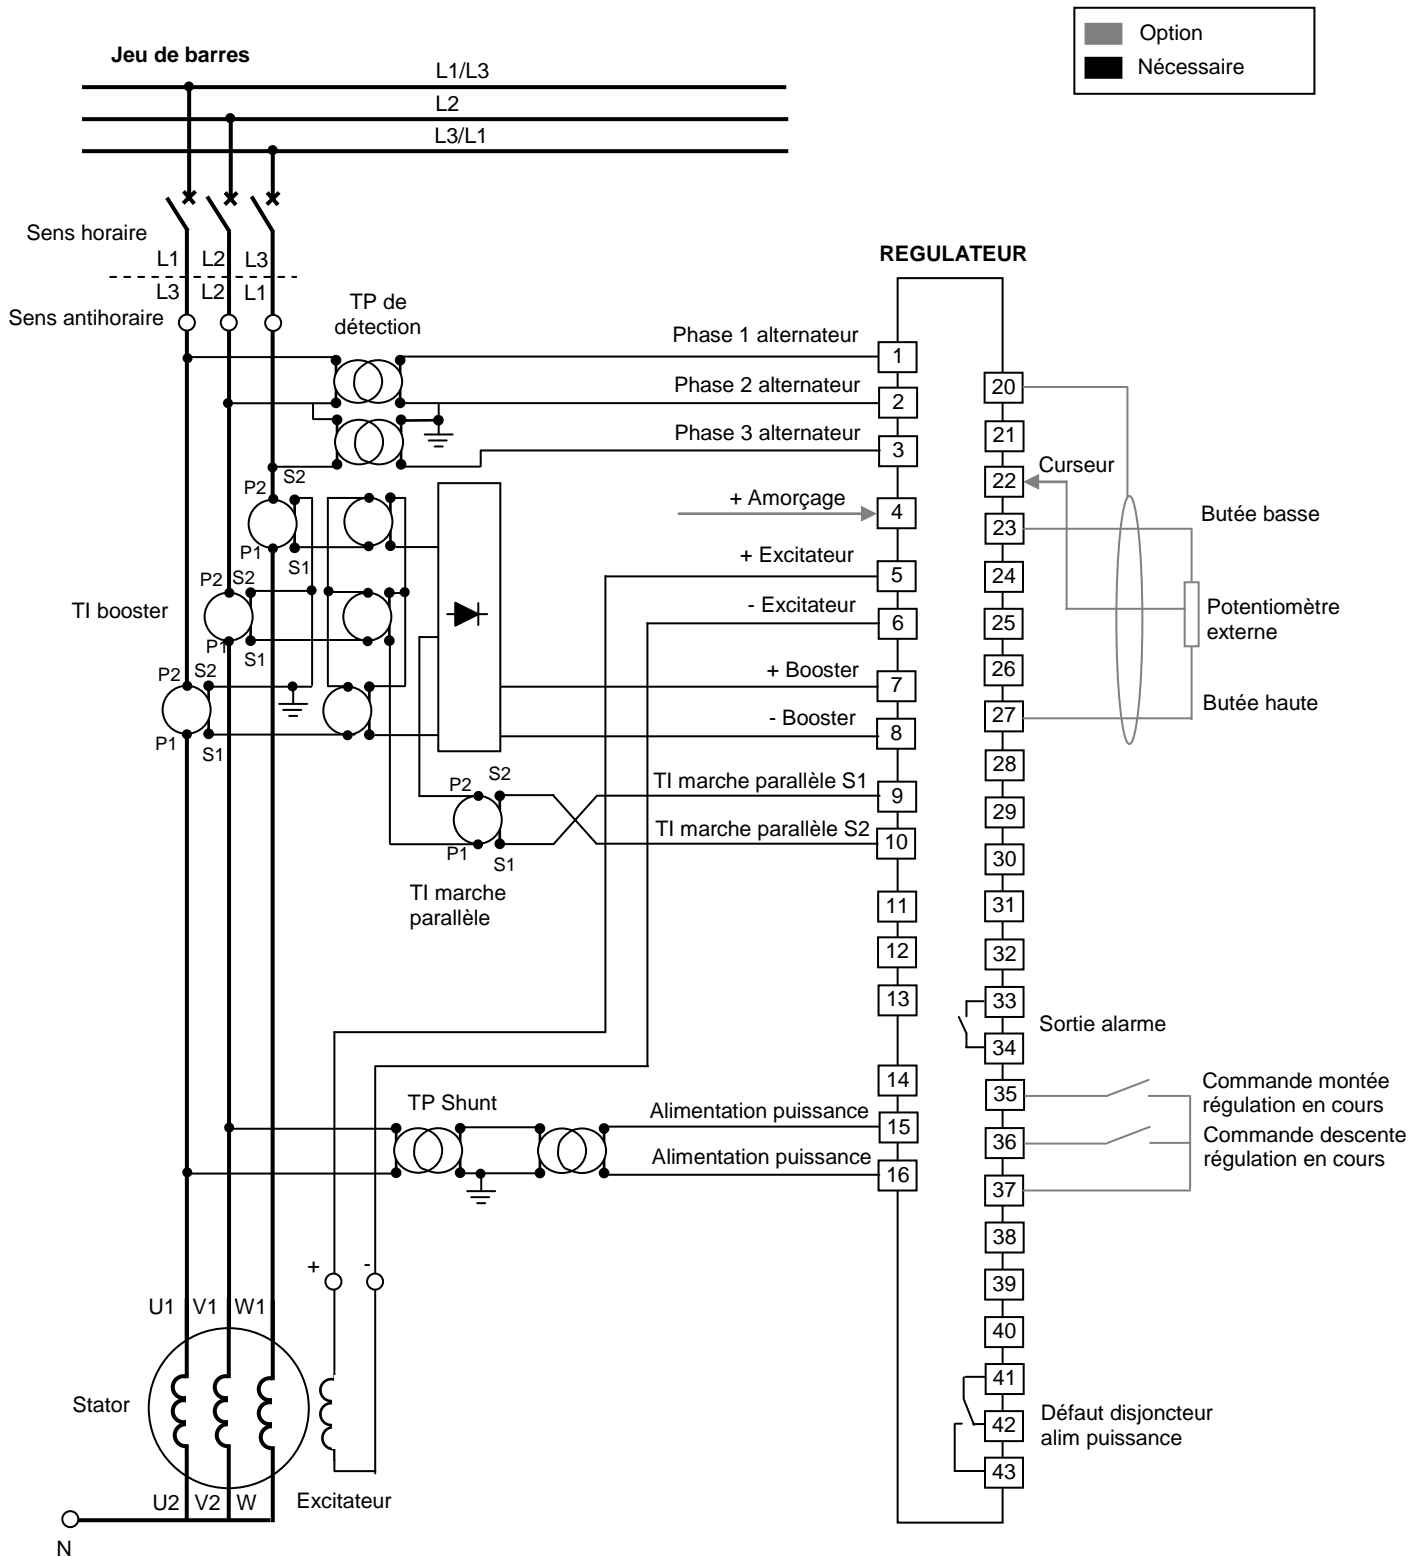 Option
Nécessaire
Jeu de barres
L1/L3
L2
L3/L1
Sens horaire
L1
L2
L3
L3
L2
L1
Sens antihoraire
TP de
détection
REGULATEUR
Phase 1 alternateur
1
Phase 2 alternateur
2
Phase 3 alternateur
3
+ Amorçage
4
+ Excitateur
5
- Excitateur
6
+ Booster
7
- Booster
8
TI marche parallèle S1
9
TI marche parallèle S2
10
11
12
13
14
Alimentation puissance
15
Alimentation puissance
16
P2
S2
P1
S1
P2
S2
P1
S1
TI booster
P2
S2
P1
S1
P2
S2
P1
S1
TI marche
parallèle
TP Shunt
+
-
U1
V1
W1
Stator
U2
V2
W
Excitateur
N
20
21
22
Curseur
23
Butée basse
24
25
Potentiomètre
externe
26
27
Butée haute
28
29
30
31
32
33
Sortie alarme
34
35
Commande montée
régulation en cours
36
Commande descente
régulation en cours
37
38
39
40
41
42
Défaut disjoncteur
alim puissance
43